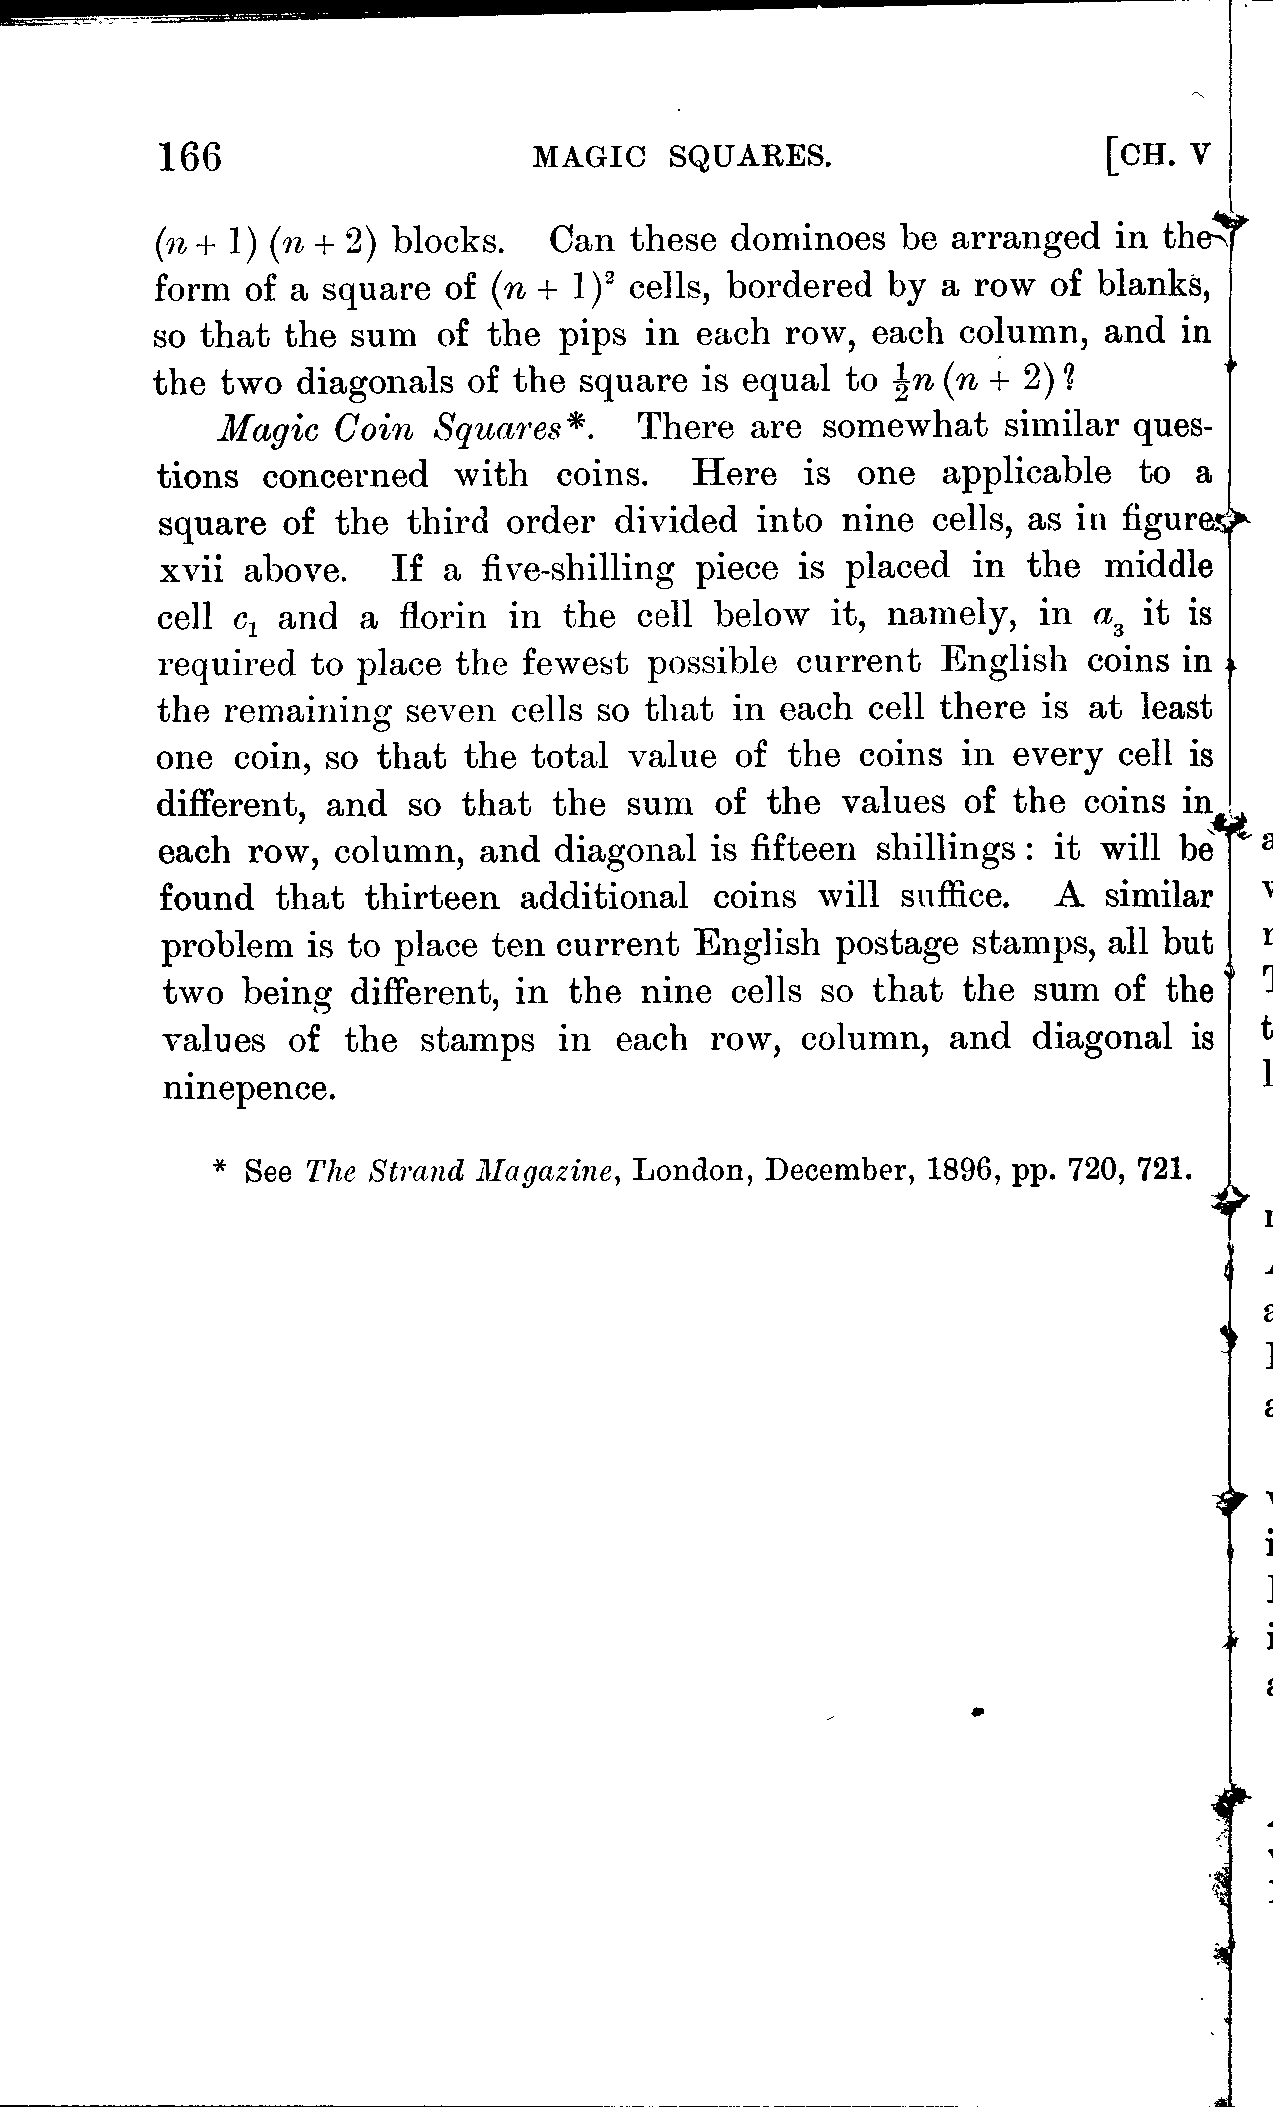 166 MAGIC SQUARES. [CH. V
(n + 1) (n + 2) blocks. Can these dominoes be arranged in the
form of a square of (n + 1)² cells, bordered by a row of blanks,
so that the sum of the pips in each row, each column, and in
the two diagonals of the square is equal to ½n (n + 2)?
Magic Coin Squares*. There are somewhat similar ques-
tions concerned with coins. Here is one applicable to a
square of the third order divided into nine cells, as in figure
xvii above. If a five-shilling piece is placed in the middle
cell c₁ and a florin in the cell below it, namely, in a₃ it is
required to place the fewest possible current English coins in
the remaining seven cells so that in each cell there is at least
one coin, so that the total value of the coins in every cell is
different, and so that the sum of the values of the coins in
each row, column, and diagonal is fifteen shillings: it will be
found that thirteen additional coins will suffice. A similar
problem is to place ten current English postage stamps, all but
two being different, in the nine cells so that the sum of the
values of the stamps in each row, column, and diagonal is
ninepence.
* See The Strand Magazine, London, December, 1896, pp. 720, 721.